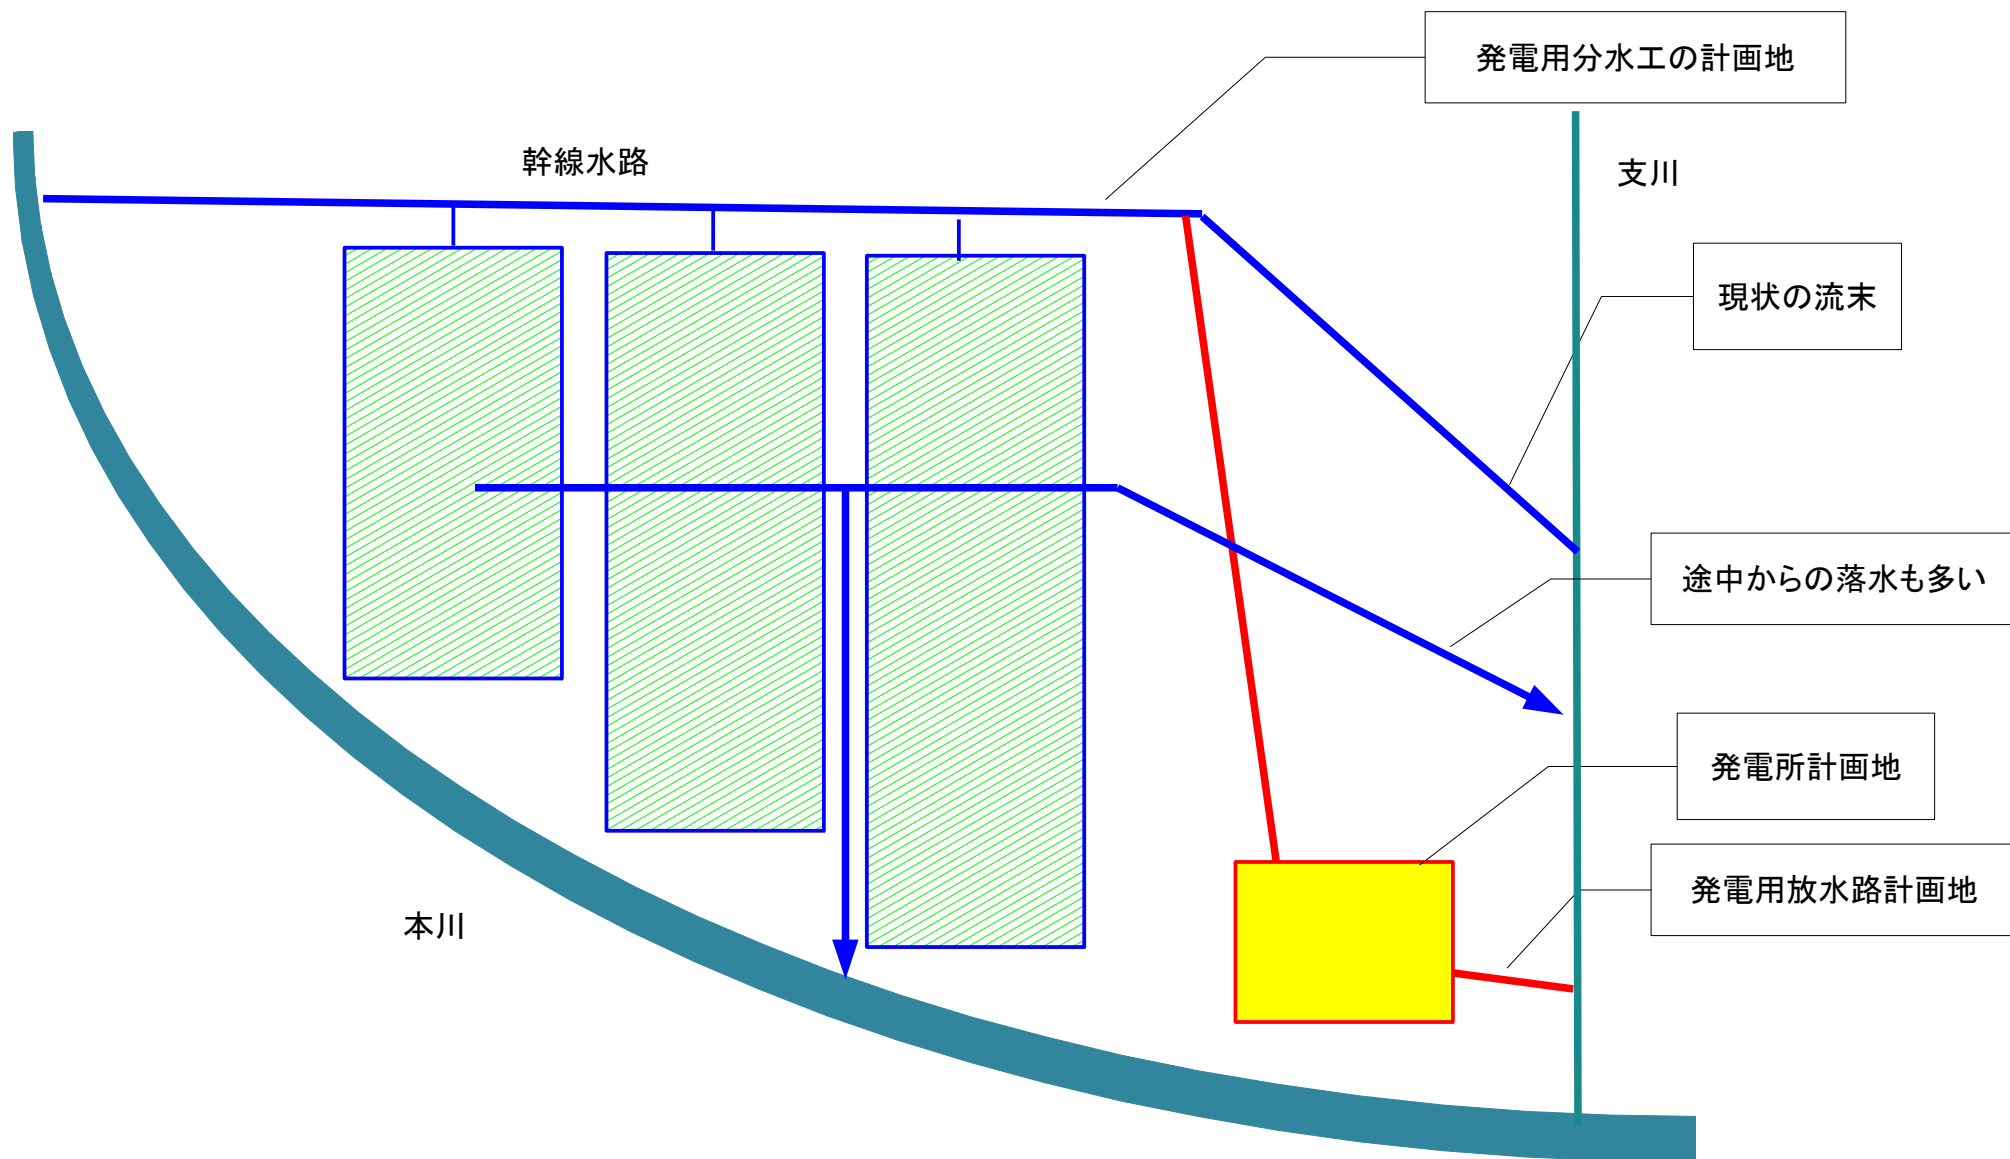 発電用分水工の計画地
幹線水路
支川
現状の流末
途中からの落水も多い
発電所計画地
発電用放水路計画地
本川